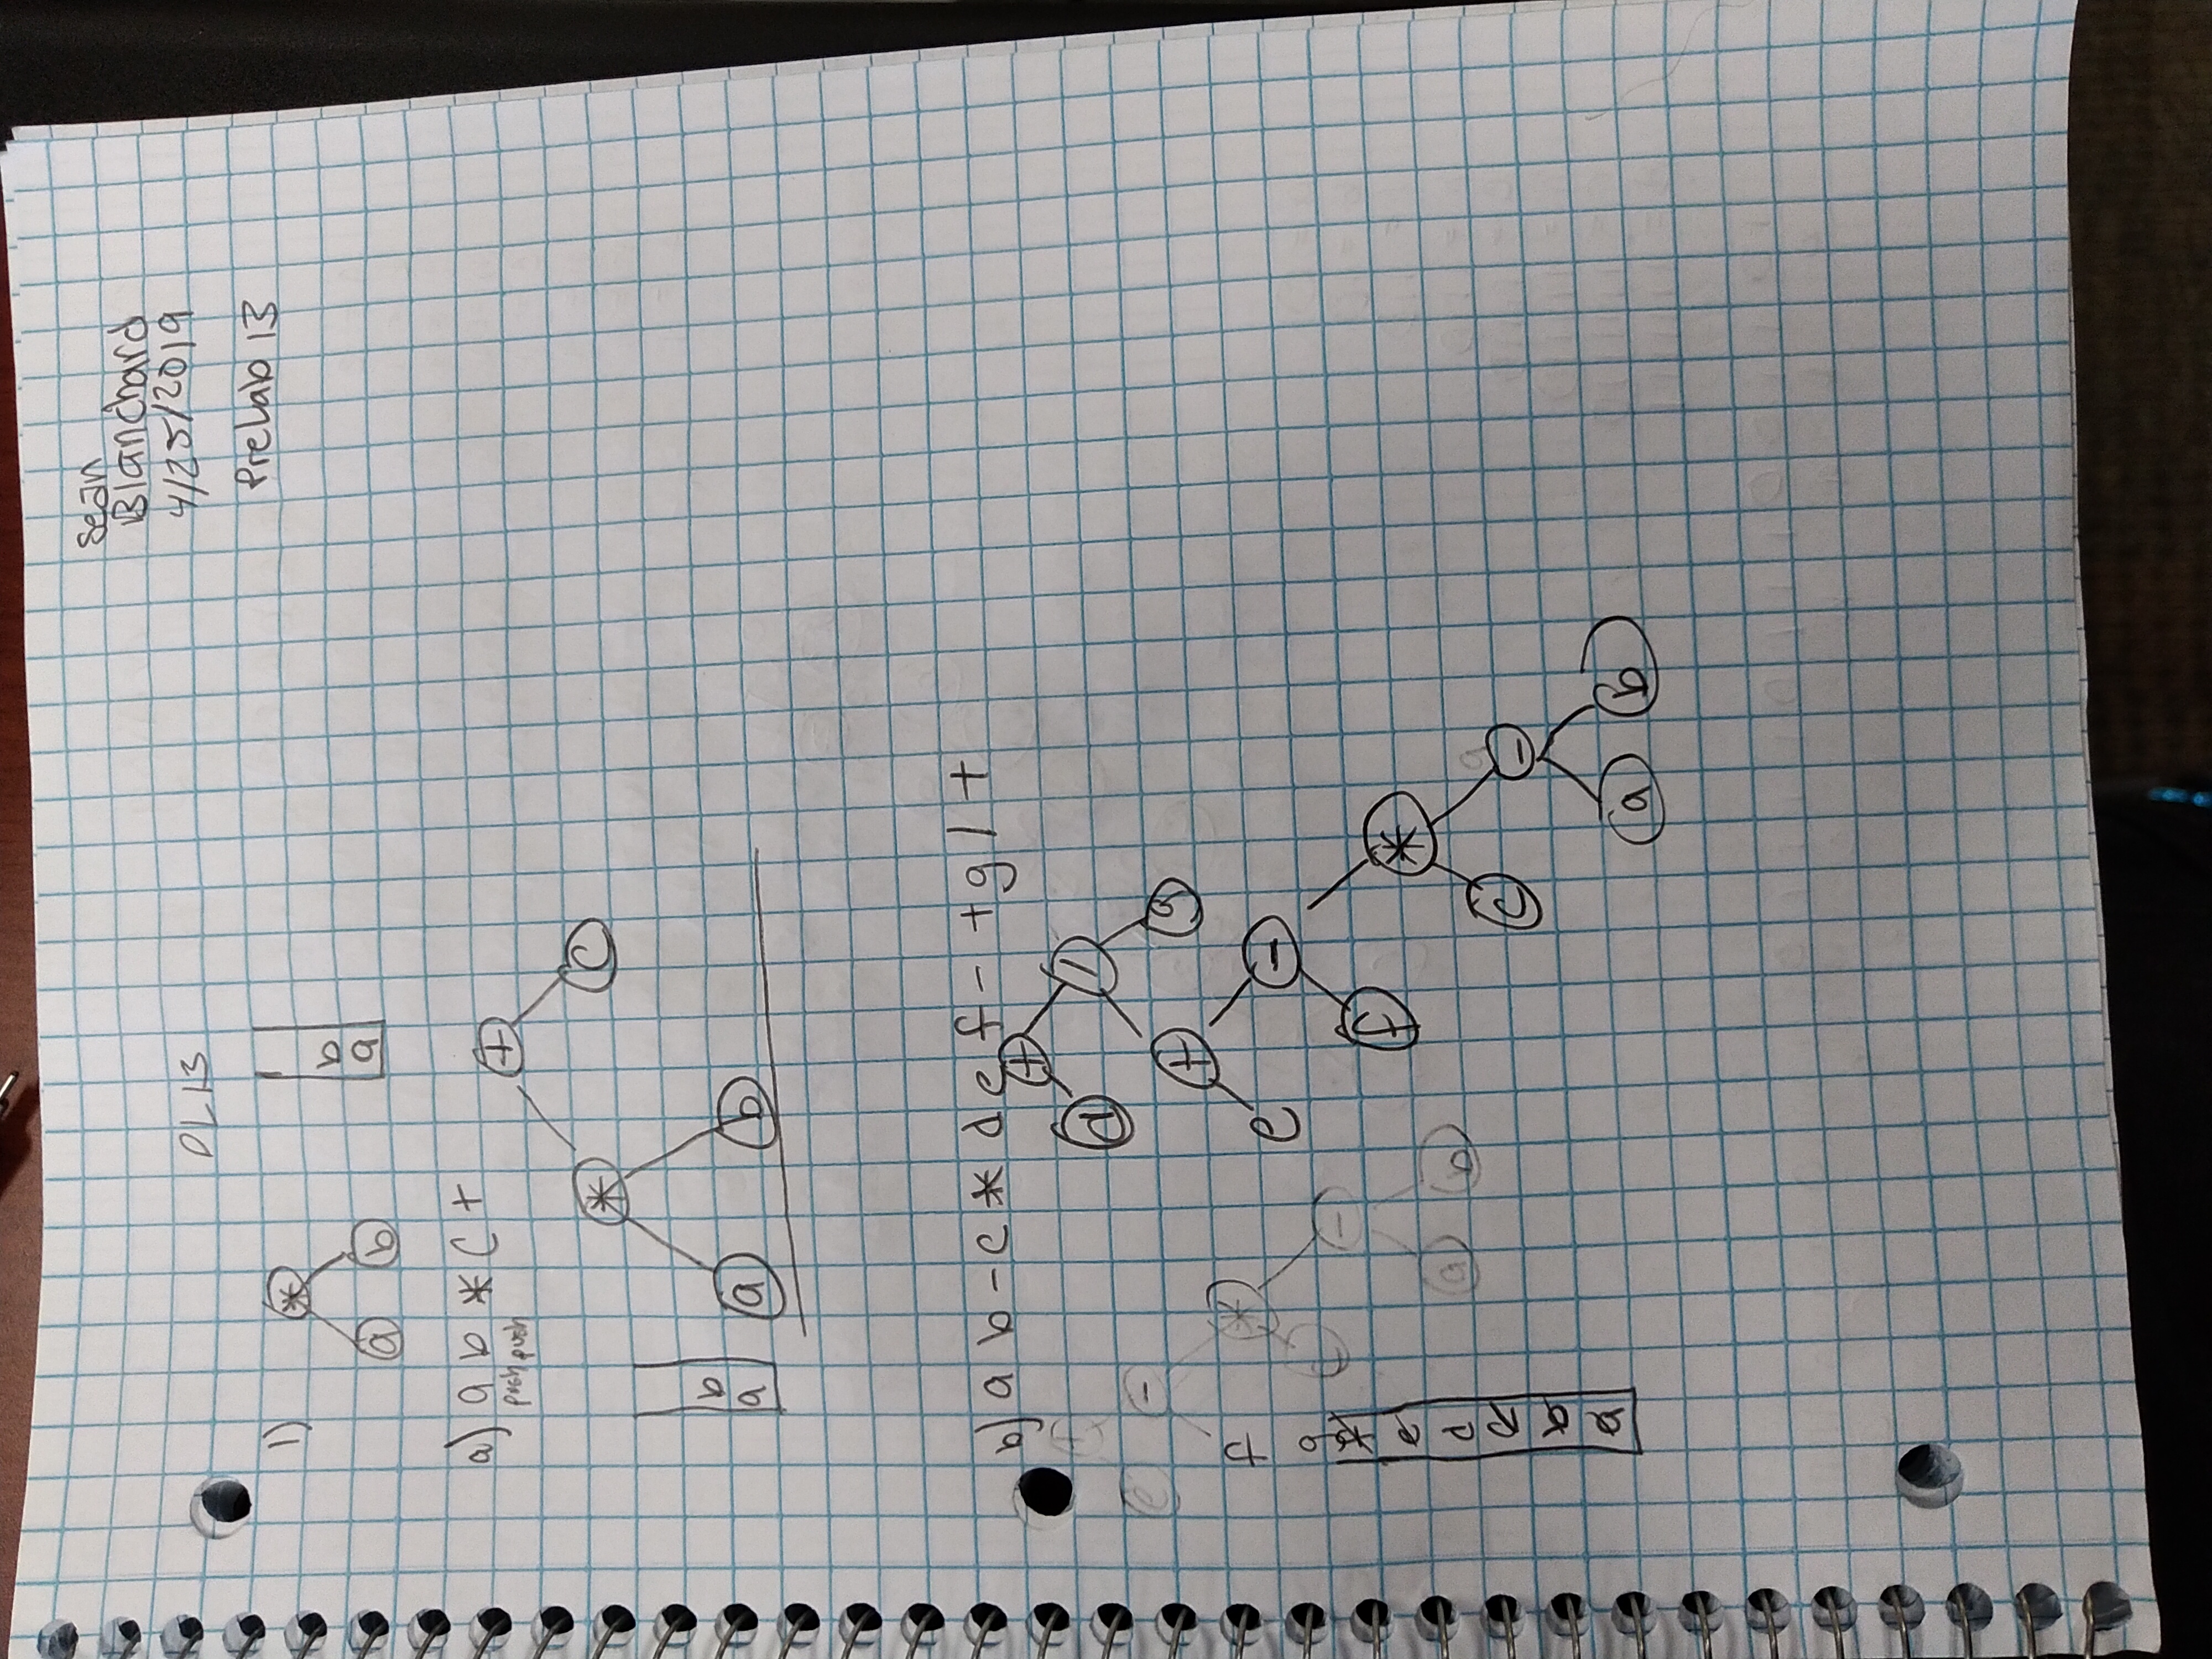 Sean
Blanchard
4/25/2019
PreLab 13
PL13
1)
*
a b
b
a
a) a b * C +
push push
+
* C
a b
b
a
b) a b - c * d e f - + g / +
+
d /
+ g
e -
f *
c -
a b
+
e -
f *
c -
a b
g
e
d
c
b
a
g